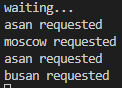 waiting...
asan requested
moscow requested
asan requested
busan requested